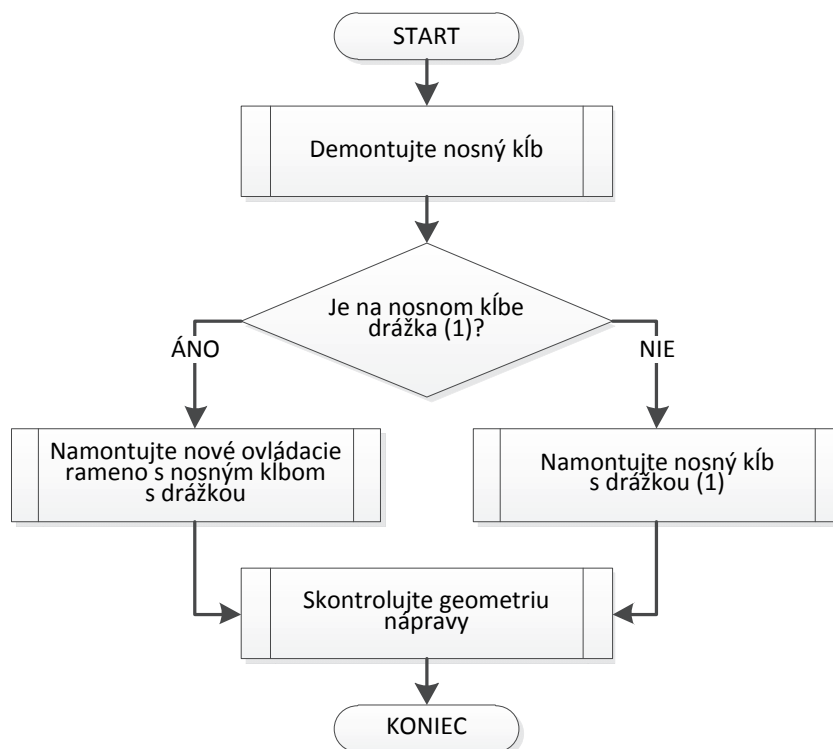 START
Demontujte nosný kĺb
Je na nosnom kĺbe
drážka (1)?
ÁNO
NIE
Namontujte nové ovládacie
rameno s nosným kĺbom
s drážkou
Namontujte nosný kĺb
s drážkou (1)
Skontrolujte geometriu
nápravy
KONIEC